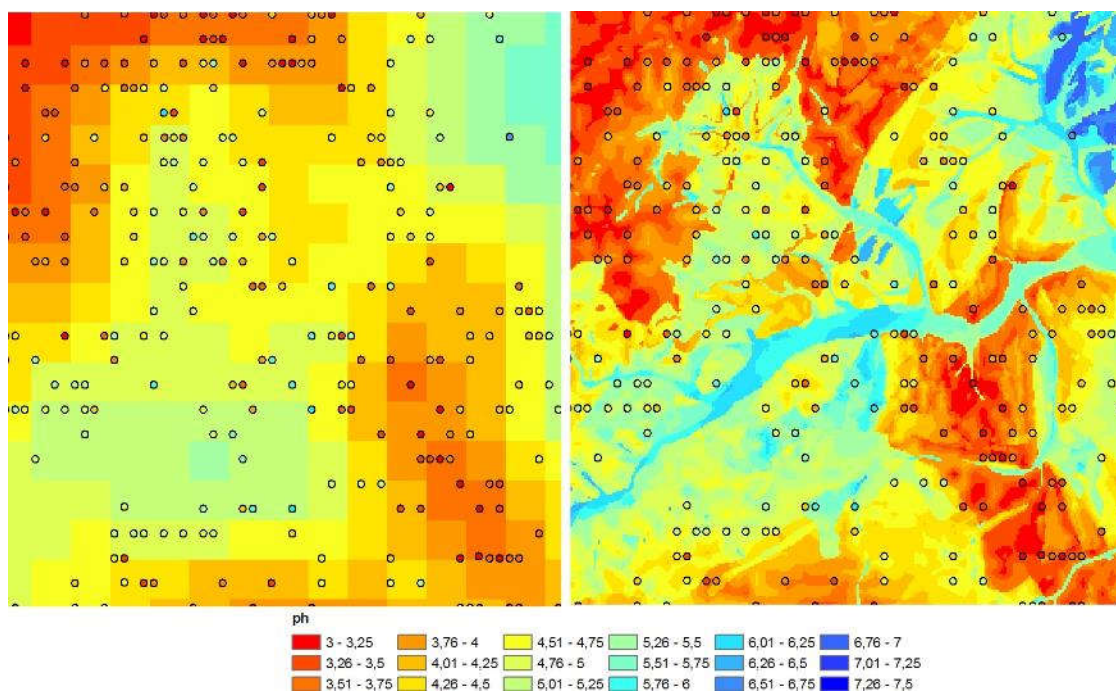 ph
3 - 3,25 3,76 - 4 4,51 - 4,75 5,26 - 5,5 6,01 - 6,25 6,76 - 7
3,26 - 3,5 4,01 - 4,25 4,76 - 5 5,51 - 5,75 6,26 - 6,5 7,01 - 7,25
3,51 - 3,75 4,26 - 4,5 5,01 - 5,25 5,76 - 6 6,51 - 6,75 7,26 - 7,5